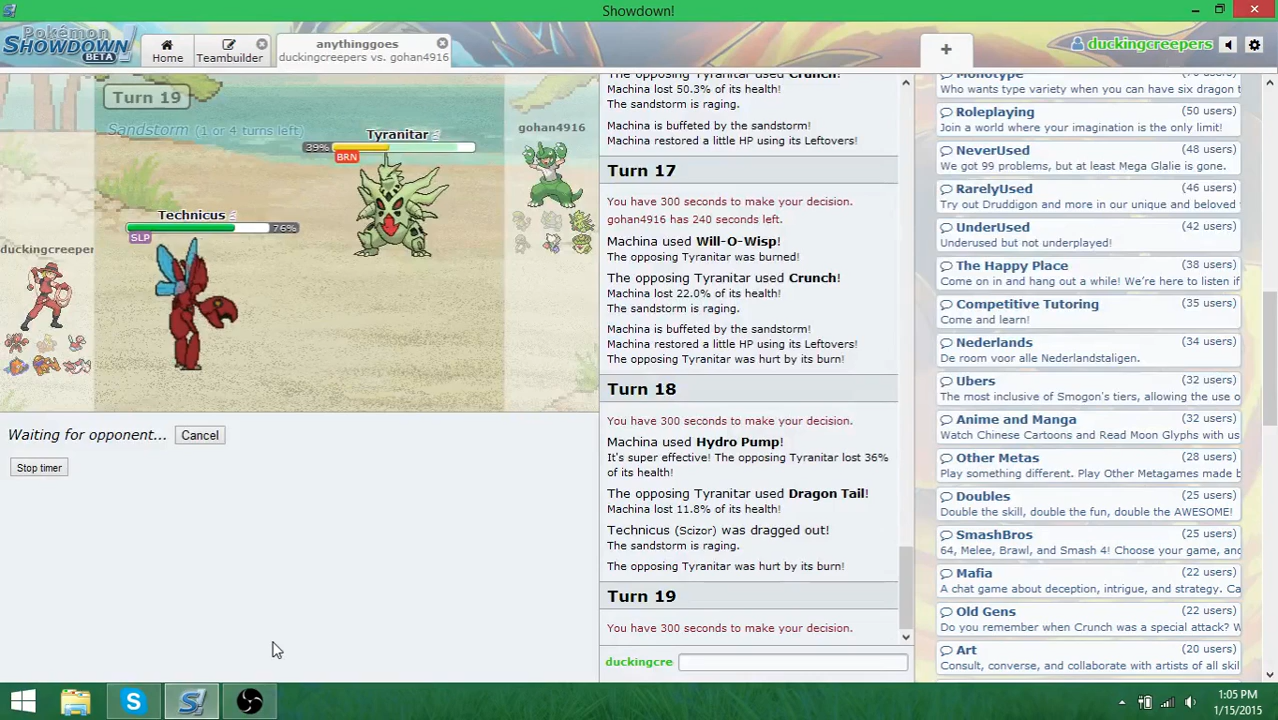 Showdown!
Pokémon
SHOWDOWN
BETA
Home
Teambuilder
anythinggoes
duckingcreepers vs. gohan4916
+
duckingcreepers
Turn 19
Sandstorm (1 or 4 turns left)
Tyranitar
39%
BRN
gohan4916
Technicus
76%
SLP
duckingcreeper
Waiting for opponent...
Cancel
Stop timer
The opposing Tyranitar used Crunch!
Machina lost 50.3% of its health!
The sandstorm is raging.
Machina is buffeted by the sandstorm!
Machina restored a little HP using its Leftovers!
Turn 17
You have 300 seconds to make your decision.
gohan4916 has 240 seconds left.
Machina used Will-O-Wisp!
The opposing Tyranitar was burned!
The opposing Tyranitar used Crunch!
Machina lost 22.0% of its health!
The sandstorm is raging.
Machina is buffeted by the sandstorm!
Machina restored a little HP using its Leftovers!
The opposing Tyranitar was hurt by its burn!
Turn 18
You have 300 seconds to make your decision.
Machina used Hydro Pump!
It's super effective! The opposing Tyranitar lost 36%
of its health!
The opposing Tyranitar used Dragon Tail!
Machina lost 11.8% of its health!
Technicus (Scizor) was dragged out!
The sandstorm is raging.
The opposing Tyranitar was hurt by its burn!
Turn 19
You have 300 seconds to make your decision.
duckingcre
Monotype
Who wants type variety when you can have six dragon t
Roleplaying (50 users)
Join a world where your imagination is the only limit!
NeverUsed (48 users)
We got 99 problems, but at least Mega Glalie is gone.
RarelyUsed (46 users)
Try out Druddigon and more in our unique and beloved
UnderUsed (42 users)
Underused but not underplayed!
The Happy Place (38 users)
Come on in and hang out a while! We're here to listen if
Competitive Tutoring (35 users)
Come and learn!
Nederlands (34 users)
De room voor alle Nederlandstaligen.
Ubers (32 users)
The most inclusive of Smogon's tiers, allowing the use o
Anime and Manga (32 users)
Watch Chinese Cartoons and Read Moon Glyphs with us
Other Metas (28 users)
Play something different. Play Other Metagames made b
Doubles (25 users)
Double the skill, double the fun, double the AWESOME!
SmashBros (25 users)
64, Melee, Brawl, and Smash 4! Choose your game, and
Mafia (22 users)
A chat game about deception, intrigue, and strategy. Ca
Old Gens (22 users)
Do you remember when Crunch was a special attack? W
Art (20 users)
Consult, converse, and collaborate with artists of all skil
1:05 PM
1/15/2015